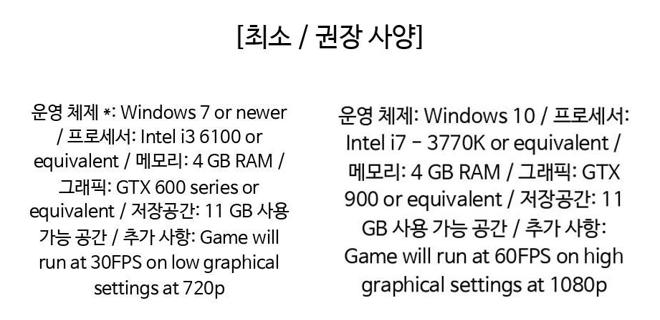 [최소 / 권장 사양]
운영 체제 *: Windows 7 or newer
/ 프로세서: Intel i3 6100 or
equivalent / 메모리: 4 GB RAM /
그래픽: GTX 600 series or
equivalent / 저장공간: 11 GB 사용
가능 공간 / 추가 사항: Game will
run at 30FPS on low graphical
settings at 720p
운영 체제: Windows 10 / 프로세서:
Intel i7 – 3770K or equivalent /
메모리: 4 GB RAM / 그래픽: GTX
900 or equivalent / 저장공간: 11
GB 사용 가능 공간 / 추가 사항:
Game will run at 60FPS on high
graphical settings at 1080p